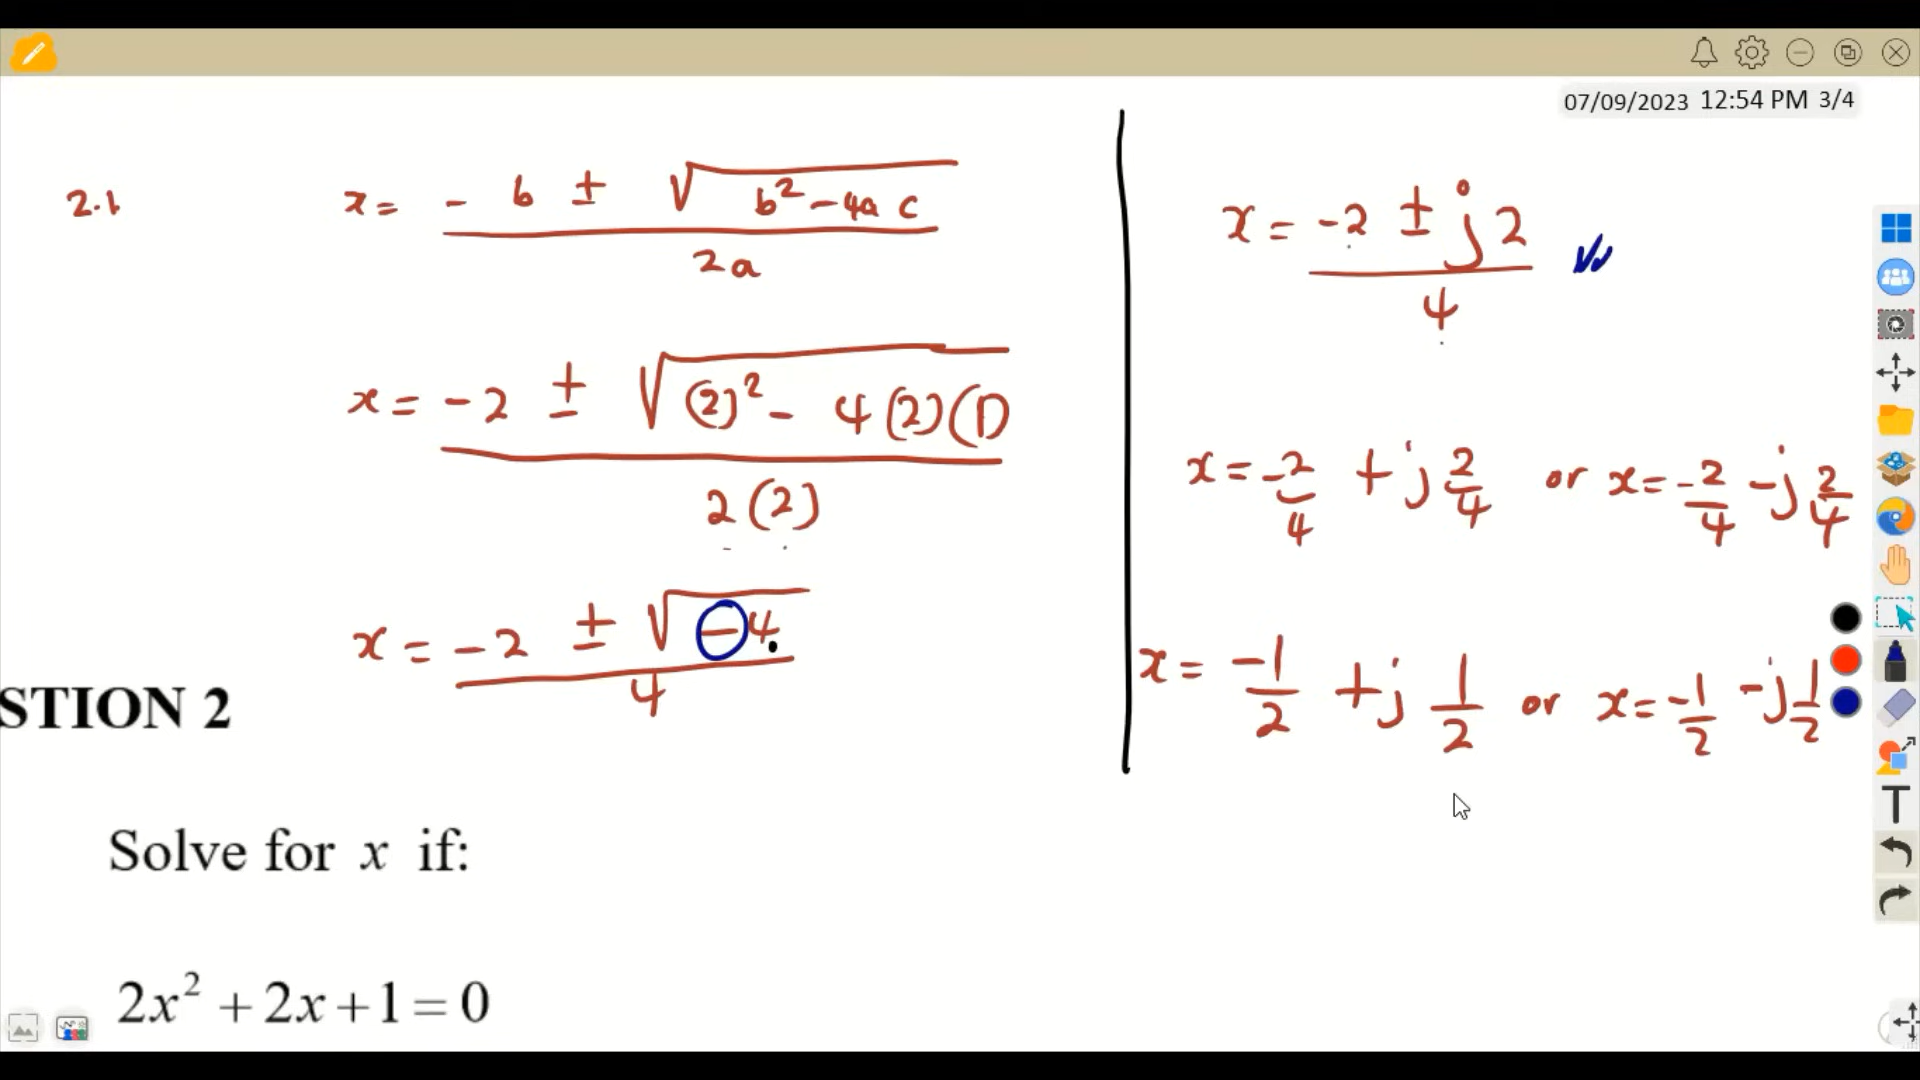 07/09/2023 12:54 PM 3/4
2.1
x = - b ± √(b² - 4a c) / 2a
x = -2 ± √((2)² - 4(2)(1) / 2(2)
x = -2 ± √-4 / 4
STION 2
Solve for x if:
2x² + 2x + 1 = 0
x = -2 ± j2 / 4
x = -2/4 + j 2/4 or x = -2/4 - j 2/4
x = -1/2 + j 1/2 or x = -1/2 - j 1/2
T